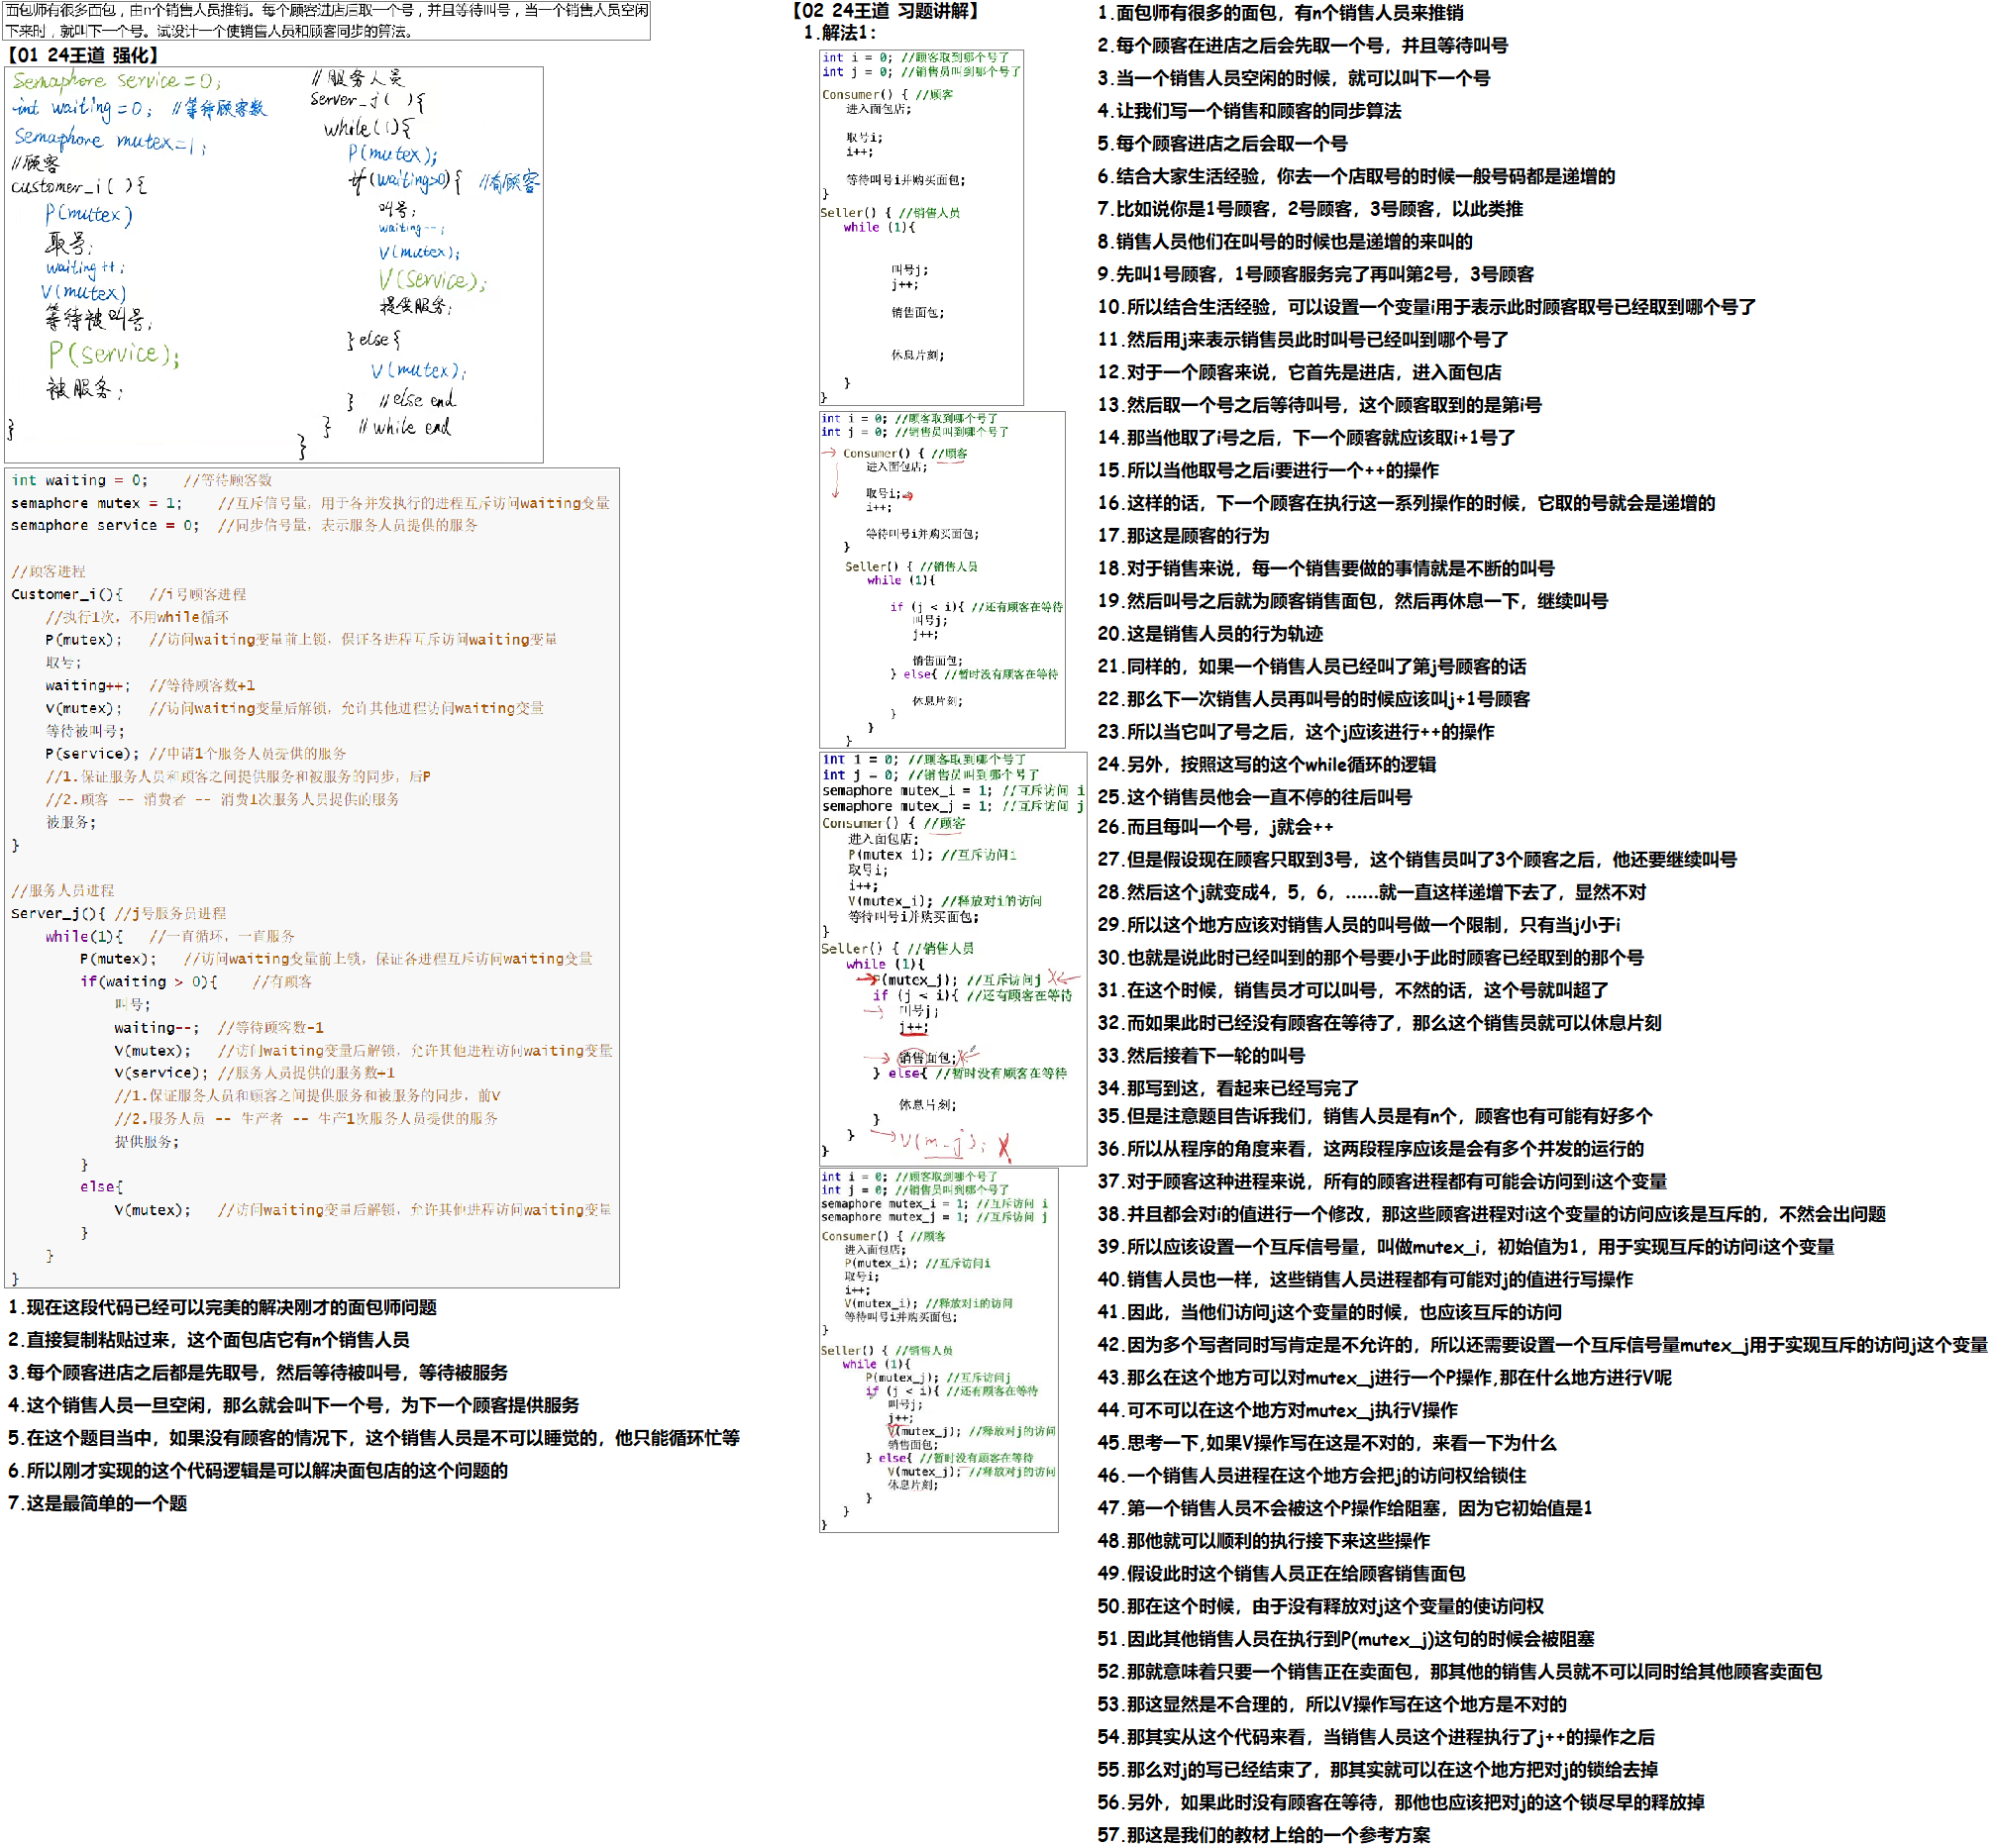 面包师有很多面包，由n个销售人员推销。每个顾客进店后取一个号，并且等待叫号，当一个销售人员空闲
下来时，就叫下一个号。试设计一个使销售人员和顾客同步的算法。
【01 24王道 强化】
Semaphore service=0;
int waiting=0; //等待顾客数
Semaphore mutex=1;
//顾客
customer_i( ){
P(mutex)
取号;
waiting++;
V(mutex)
等待被叫号;
P(service);
被服务;
}
//服务人员
Server_j( ){
while(1){
P(mutex);
if(waiting>0){ //有顾客
叫号;
waiting--;
V(mutex);
V(service);
提供服务;
}else{
V(mutex);
} //else end
} //while end
}
int waiting = 0; //等待顾客数
semaphore mutex = 1; //互斥信号量，用于各并发执行的进程互斥访问waiting变量
semaphore service = 0; //同步信号量，表示服务人员提供的服务
//顾客进程
Customer_i(){ //i号顾客进程
//执行1次，不用while循环
P(mutex); //访问waiting变量前上锁，保证各进程互斥访问waiting变量
取号;
waiting++; //等待顾客数+1
V(mutex); //访问waiting变量后解锁，允许其他进程访问waiting变量
等待被叫号;
P(service); //申请1个服务人员提供的服务
//1.保证服务人员和顾客之间提供服务和被服务的同步，后P
//2.顾客 -- 消费者 -- 消费1次服务人员提供的服务
被服务;
}
//服务人员进程
Server_j(){ //j号服务员进程
while(1){ //一直循环，一直服务
P(mutex); //访问waiting变量前上锁，保证各进程互斥访问waiting变量
if(waiting > 0){ //有顾客
叫号;
waiting--; //等待顾客数-1
V(mutex); //访问waiting变量后解锁，允许其他进程访问waiting变量
V(service); //服务人员提供的服务数+1
//1.保证服务人员和顾客之间提供服务和被服务的同步，前V
//2.服务人员 -- 生产者 -- 生产1次服务人员提供的服务
提供服务;
}
else{
V(mutex); //访问waiting变量后解锁，允许其他进程访问waiting变量
}
}
}
1.现在这段代码已经可以完美的解决刚才的面包师问题
2.直接复制粘贴过来，这个面包店它有n个销售人员
3.每个顾客进店之后都是先取号，然后等待被叫号，等待被服务
4.这个销售人员一旦空闲，那么就会叫下一个号，为下一个顾客提供服务
5.在这个题目当中，如果没有顾客的情况下，这个销售人员是不可以睡觉的，他只能循环忙等
6.所以刚才实现的这个代码逻辑是可以解决面包店的这个问题的
7.这是最简单的一个题
【02 24王道 习题讲解】
1.解法1：
int i = 0; //顾客取到哪个号了
int j = 0; //销售员叫到哪个号了
Consumer() { //顾客
进入面包店;
取号i;
i++;
等待叫号i并购买面包;
}
Seller() { //销售人员
while (1){
叫号j;
j++;
销售面包;
休息片刻;
}
}
int i = 0; //顾客取到哪个号了
int j = 0; //销售员叫到哪个号了
Consumer() { //顾客
进入面包店;
取号i;
i++;
等待叫号i并购买面包;
}
Seller() { //销售人员
while (1){
if (j < i){ //还有顾客在等待
叫号j;
j++;
销售面包;
} else{ //暂时没有顾客在等待
休息片刻;
}
}
}
int i = 0; //顾客取到哪个号了
int j = 0; //销售员叫到哪个号了
semaphore mutex_i = 1; //互斥访问 i
semaphore mutex_j = 1; //互斥访问 j
Consumer() { //顾客
进入面包店;
P(mutex_i); //互斥访问i
取号i;
i++;
V(mutex_i); //释放对i的访问
等待叫号i并购买面包;
}
Seller() { //销售人员
while (1){
P(mutex_j); //互斥访问j
if (j < i){ //还有顾客在等待
叫号j;
j++;
销售面包;
} else{ //暂时没有顾客在等待
休息片刻;
}
}
V(m_j);
}
int i = 0; //顾客取到哪个号了
int j = 0; //销售员叫到哪个号了
semaphore mutex_i = 1; //互斥访问 i
semaphore mutex_j = 1; //互斥访问 j
Consumer() { //顾客
进入面包店;
P(mutex_i); //互斥访问i
取号i;
i++;
V(mutex_i); //释放对i的访问
等待叫号i并购买面包;
}
Seller() { //销售人员
while (1){
P(mutex_j); //互斥访问j
if (j < i){ //还有顾客在等待
叫号j;
j++;
V(mutex_j); //释放对j的访问
销售面包;
} else{ //暂时没有顾客在等待
V(mutex_j); //释放对j的访问
休息片刻;
}
}
}
1.面包师有很多的面包，有n个销售人员来推销
2.每个顾客在进店之后会先取一个号，并且等待叫号
3.当一个销售人员空闲的时候，就可以叫下一个号
4.让我们写一个销售和顾客的同步算法
5.每个顾客进店之后会取一个号
6.结合大家生活经验，你去一个店取号的时候一般号码都是递增的
7.比如说你是1号顾客，2号顾客，3号顾客，以此类推
8.销售人员他们在叫号的时候也是递增的来叫的
9.先叫1号顾客，1号顾客服务完了再叫第2号，3号顾客
10.所以结合生活经验，可以设置一个变量i用于表示此时顾客取号已经取到哪个号了
11.然后用j来表示销售员此时叫号已经叫到哪个号了
12.对于一个顾客来说，它首先是进店，进入面包店
13.然后取一个号之后等待叫号，这个顾客取到的是第i号
14.那当他取了i号之后，下一个顾客就应该取i+1号了
15.所以当他取号之后i要进行一个++的操作
16.这样的话，下一个顾客在执行这一系列操作的时候，它取的号就会是递增的
17.那这是顾客的行为
18.对于销售来说，每一个销售要做的事情就是不断的叫号
19.然后叫号之后就为顾客销售面包，然后再休息一下，继续叫号
20.这是销售人员的行为轨迹
21.同样的，如果一个销售人员已经叫了第j号顾客的话
22.那么下一次销售人员再叫号的时候应该叫j+1号顾客
23.所以当它叫了号之后，这个j应该进行++的操作
24.另外，按照这写的这个while循环的逻辑
25.这个销售员他会一直不停的往后叫号
26.而且每叫一个号，j就会++
27.但是假设现在顾客只取到3号，这个销售员叫了3个顾客之后，他还要继续叫号
28.然后这个j就变成4，5，6，……就一直这样递增下去了，显然不对
29.所以这个地方应该对销售人员的叫号做一个限制，只有当j小于i
30.也就是说此时已经叫到的那个号要小于此时顾客已经取到的那个号
31.在这个时候，销售员才可以叫号，不然的话，这个号就叫超了
32.而如果此时已经没有顾客在等待了，那么这个销售员就可以休息片刻
33.然后接着下一轮的叫号
34.那写到这，看起来已经写完了
35.但是注意题目告诉我们，销售人员是有n个，顾客也有可能有好多个
36.所以从程序的角度来看，这两段程序应该是会有多个并发的运行的
37.对于顾客这种进程来说，所有的顾客进程都有可能会访问到i这个变量
38.并且都会对i的值进行一个修改，那这些顾客进程对i这个变量的访问应该是互斥的，不然会出问题
39.所以应该设置一个互斥信号量，叫做mutex_i，初始值为1，用于实现互斥的访问i这个变量
40.销售人员也一样，这些销售人员进程都有可能对j的值进行写操作
41.因此，当他们访问j这个变量的时候，也应该互斥的访问
42.因为多个写者同时写肯定是不允许的，所以还需要设置一个互斥信号量mutex_j用于实现互斥的访问j这个变量
43.那么在这个地方可以对mutex_j进行一个P操作,那在什么地方进行V呢
44.可不可以在这个地方对mutex_j执行V操作
45.思考一下,如果V操作写在这是不对的，来看一下为什么
46.一个销售人员进程在这个地方会把j的访问权给锁住
47.第一个销售人员不会被这个P操作给阻塞，因为它初始值是1
48.那他就可以顺利的执行接下来这些操作
49.假设此时这个销售人员正在给顾客销售面包
50.那在这个时候，由于没有释放对j这个变量的使访问权
51.因此其他销售人员在执行到P(mutex_j)这句的时候会被阻塞
52.那就意味着只要一个销售正在卖面包，那其他的销售人员就不可以同时给其他顾客卖面包
53.那这显然是不合理的，所以V操作写在这个地方是不对的
54.那其实从这个代码来看，当销售人员这个进程执行了j++的操作之后
55.那么对j的写已经结束了，那其实就可以在这个地方把对j的锁给去掉
56.另外，如果此时没有顾客在等待，那他也应该把对j的这个锁尽早的释放掉
57.那这是我们的教材上给的一个参考方案